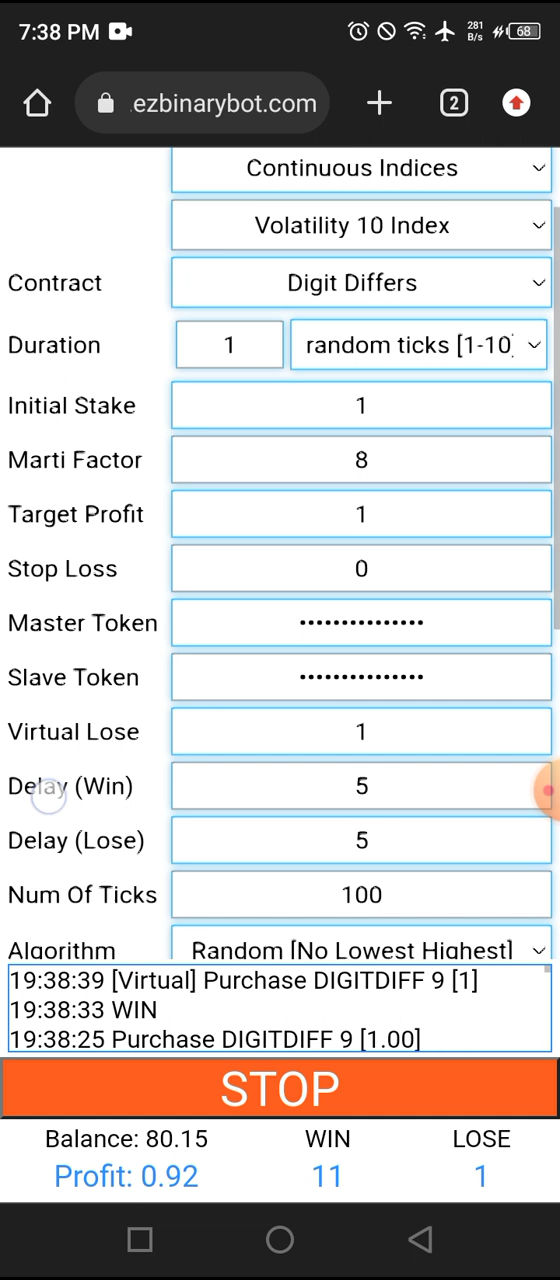 7:38 PM
281 B/s
68
.ezbinarybot.com
2
Continuous Indices
Volatility 10 Index
Contract Digit Differs
Duration 1 random ticks [1-10]
Initial Stake 1
Marti Factor 8
Target Profit 1
Stop Loss 0
Master Token •••••••••••••••
Slave Token •••••••••••••••
Virtual Lose 1
Delay (Win) 5
Delay (Lose) 5
Num Of Ticks 100
Algorithm Random [No Lowest Highest]
19:38:39 [Virtual] Purchase DIGITDIFF 9 [1]
19:38:33 WIN
19:38:25 Purchase DIGITDIFF 9 [1.00]
STOP
Balance: 80.15 WIN LOSE
Profit: 0.92 11 1